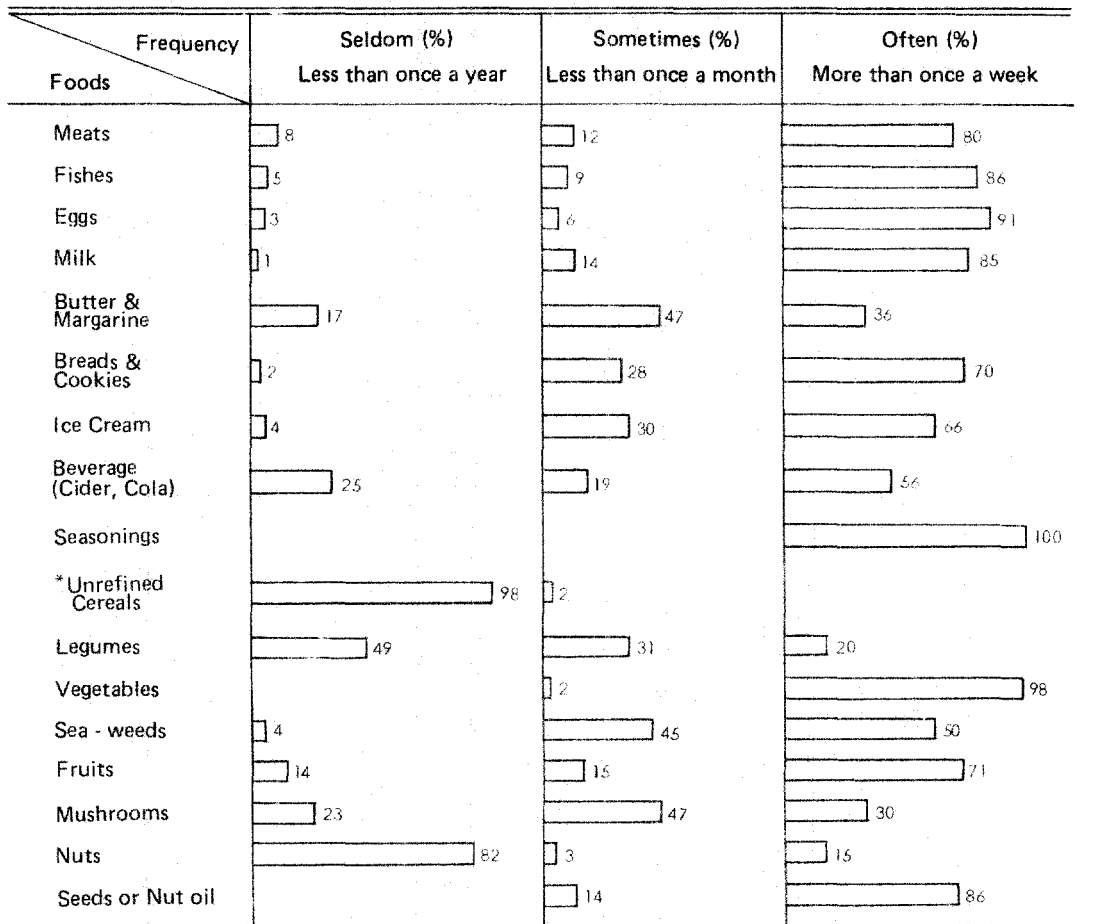 Frequency Seldom (%) Sometimes (%) Often (%)
Foods Less than once a year Less than once a month More than once a week
Meats 8 12 80
Fishes 5 9 86
Eggs 3 6 91
Milk 1 14 85
Butter &
Margarine 17 47 36
Breads &
Cookies 2 28 70
Ice Cream 4 30 66
Beverage
(Cider, Cola) 25 19 56
Seasonings 100
*Unrefined
Cereals 98 2
Legumes 49 31 20
Vegetables 2 98
Sea - weeds 4 45 50
Fruits 14 15 71
Mushrooms 23 47 30
Nuts 82 3 15
Seeds or Nut oil 14 86